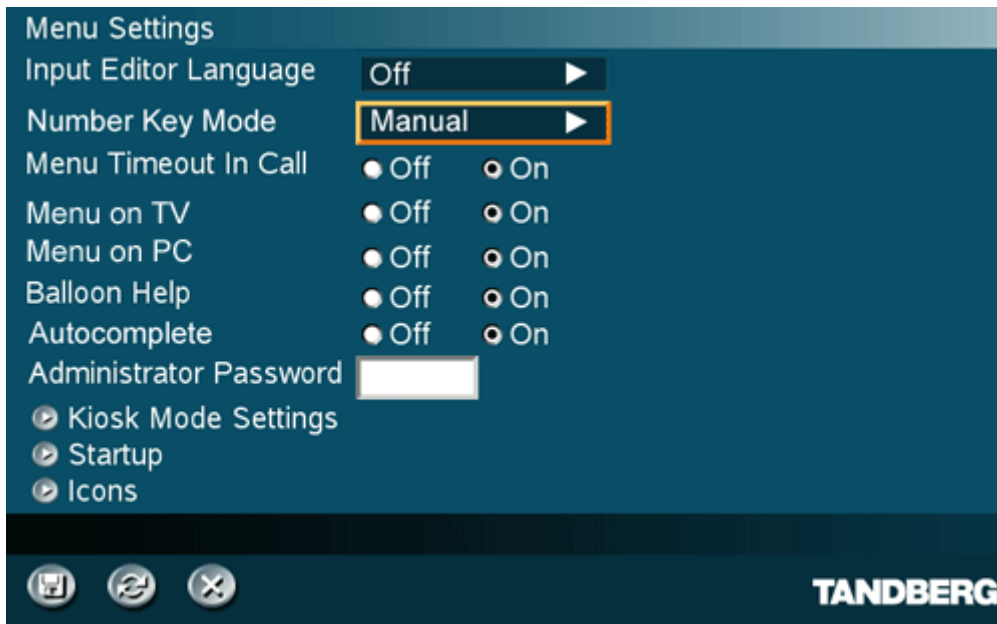 Menu Settings
Input Editor Language Off
Number Key Mode Manual
Menu Timeout In Call Off On
Menu on TV Off On
Menu on PC Off On
Balloon Help Off On
Autocomplete Off On
Administrator Password
Kiosk Mode Settings
Startup
Icons
TANDBERG